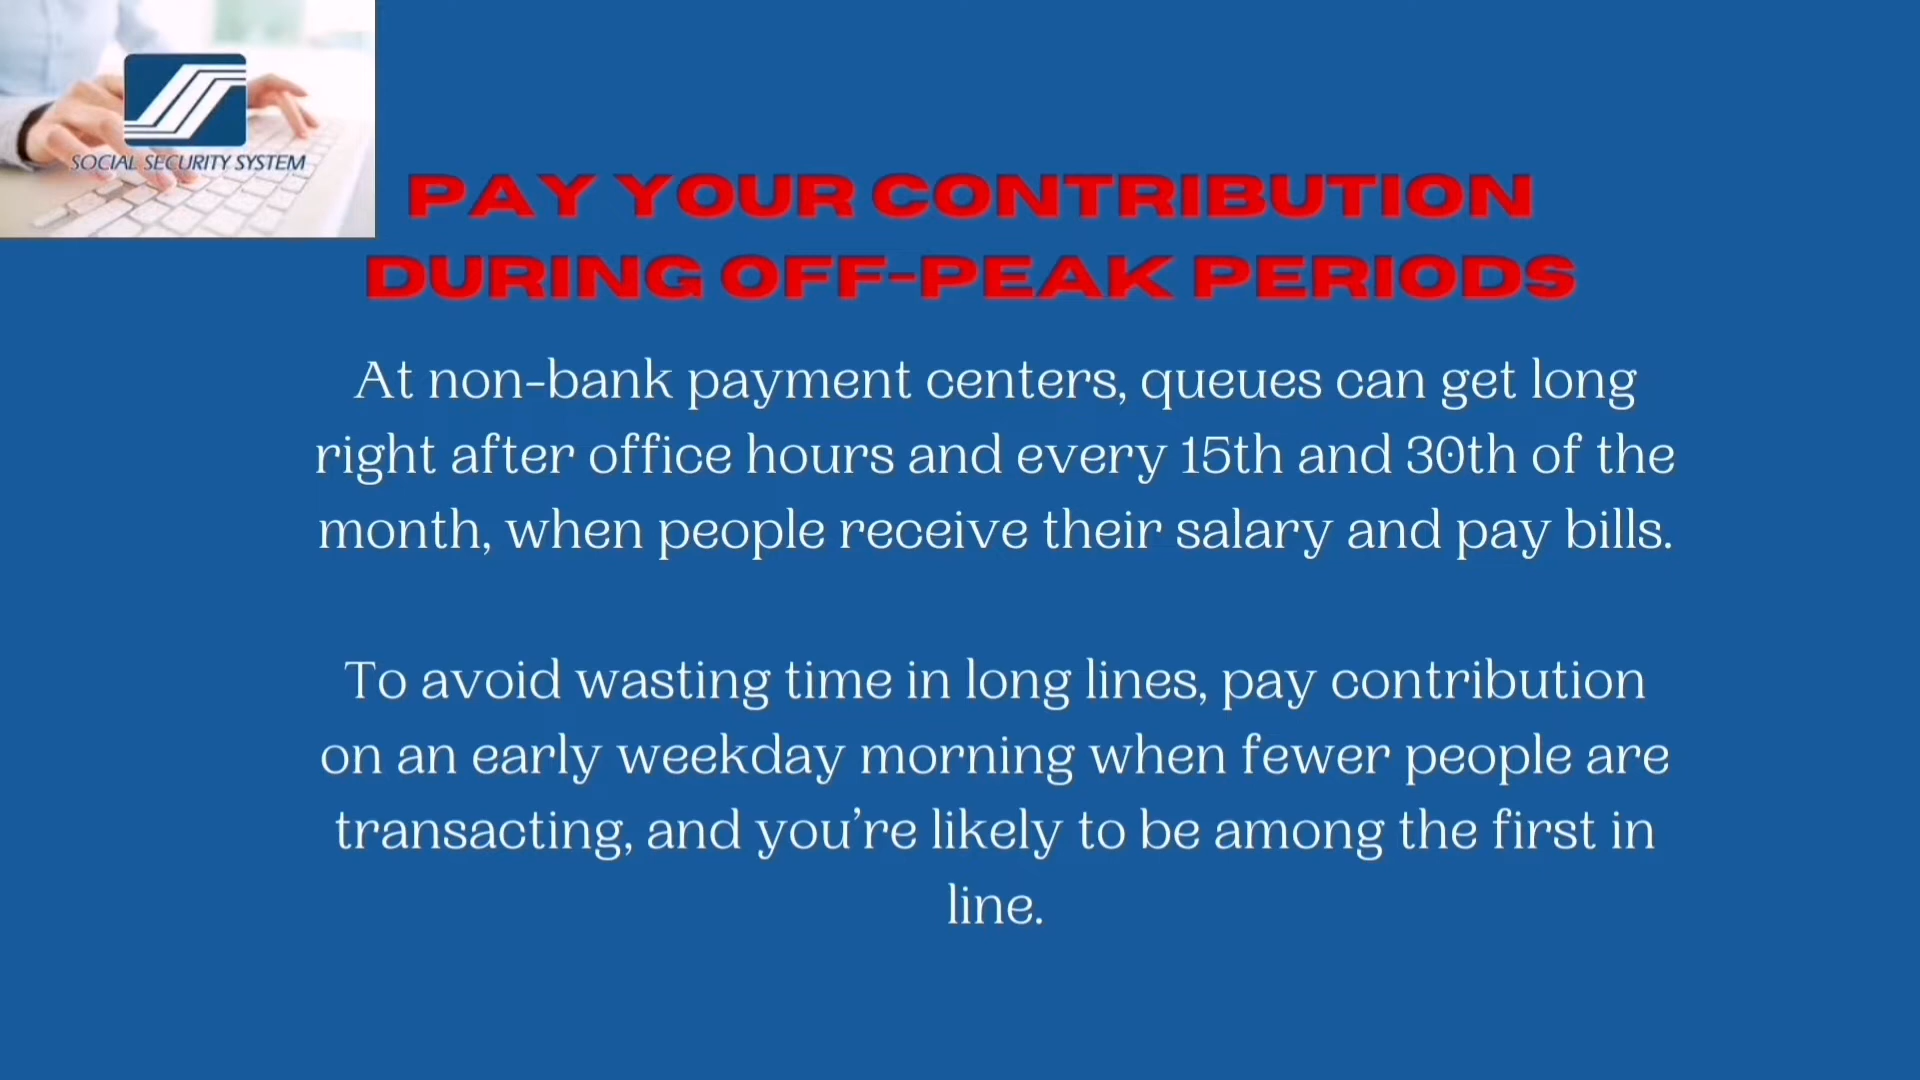 SOCIAL SECURITY SYSTEM
PAY YOUR CONTRIBUTION
DURING OFF-PEAK PERIODS
At non-bank payment centers, queues can get long
right after office hours and every 15th and 30th of the
month, when people receive their salary and pay bills.
To avoid wasting time in long lines, pay contribution
on an early weekday morning when fewer people are
transacting, and you’re likely to be among the first in
line.